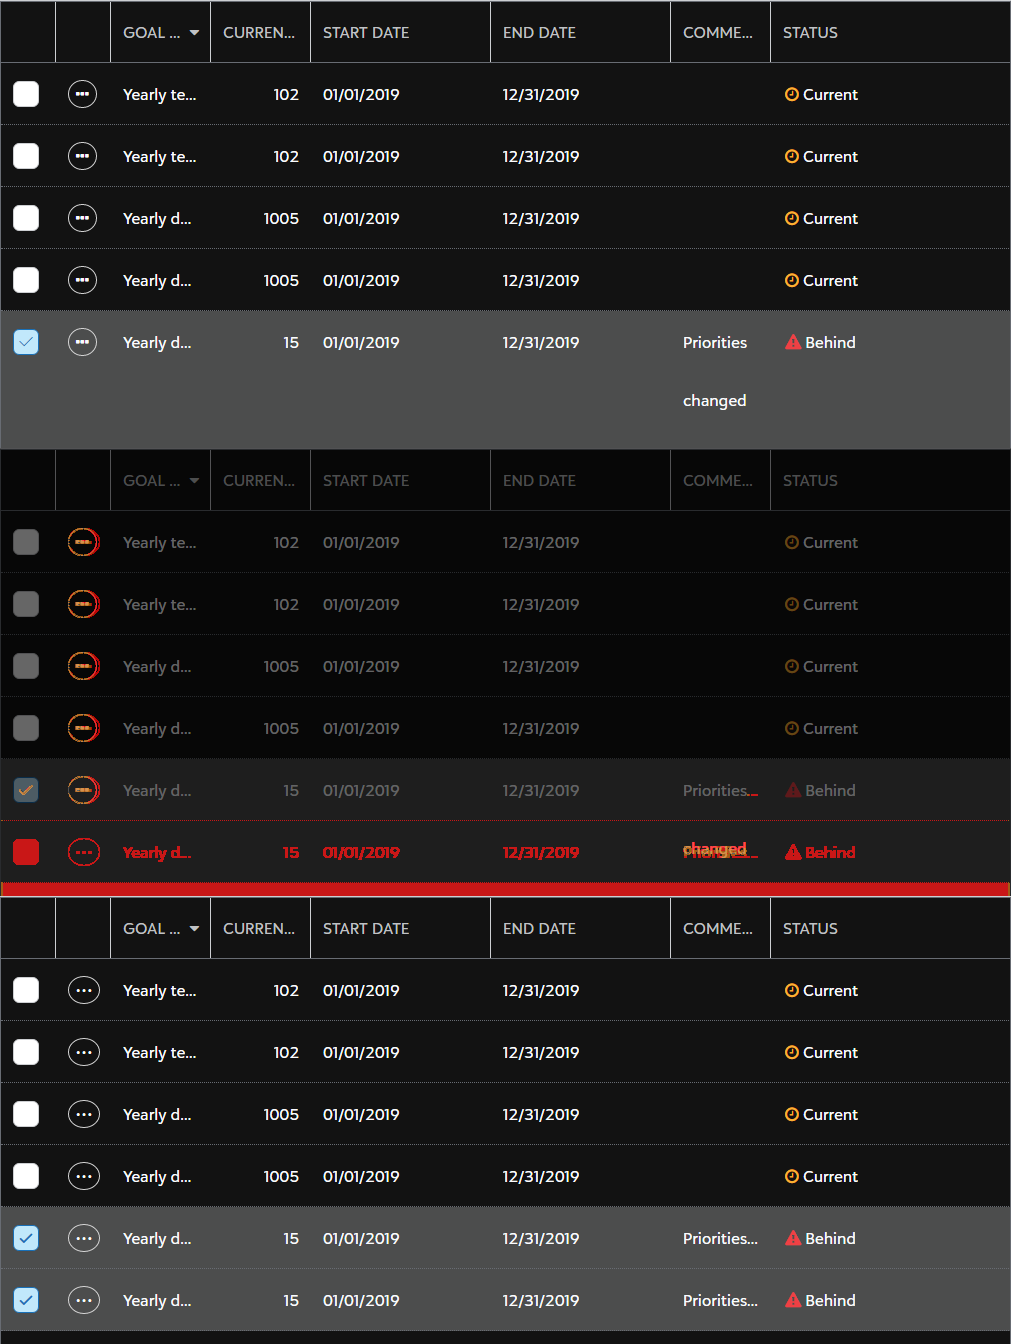 GOAL ... CURREN... START DATE END DATE COMME... STATUS
Yearly te... 102 01/01/2019 12/31/2019 Current
Yearly te... 102 01/01/2019 12/31/2019 Current
Yearly d... 1005 01/01/2019 12/31/2019 Current
Yearly d... 1005 01/01/2019 12/31/2019 Current
Yearly d... 15 01/01/2019 12/31/2019 Priorities Behind
changed
GOAL ... CURREN... START DATE END DATE COMME... STATUS
Yearly te... 102 01/01/2019 12/31/2019 Current
Yearly te... 102 01/01/2019 12/31/2019 Current
Yearly d... 1005 01/01/2019 12/31/2019 Current
Yearly d... 1005 01/01/2019 12/31/2019 Current
Yearly d... 15 01/01/2019 12/31/2019 Priorities... Behind
Yearly d... 15 01/01/2019 12/31/2019 changed Behind
GOAL ... CURREN... START DATE END DATE COMME... STATUS
Yearly te... 102 01/01/2019 12/31/2019 Current
Yearly te... 102 01/01/2019 12/31/2019 Current
Yearly d... 1005 01/01/2019 12/31/2019 Current
Yearly d... 1005 01/01/2019 12/31/2019 Current
Yearly d... 15 01/01/2019 12/31/2019 Priorities... Behind
Yearly d... 15 01/01/2019 12/31/2019 Priorities... Behind